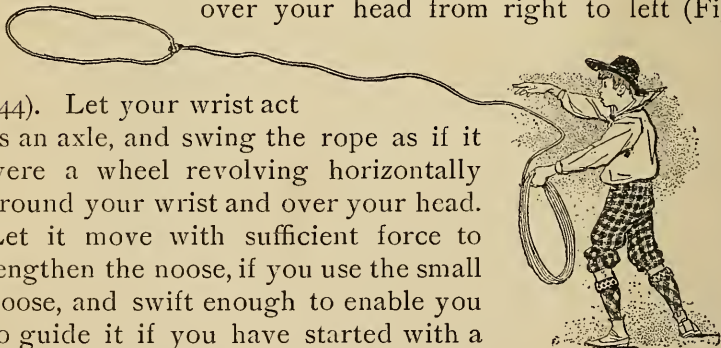 over your head from right to left (Fi
44). Let your wrist act
s an axle, and swing the rope as if it
vere a wheel revolving horizontally
round your wrist and over your head.
Let it move with sufficient force to
engthen the noose, if you use the small
oose, and swift enough to enable you
o guide it if you have started with a